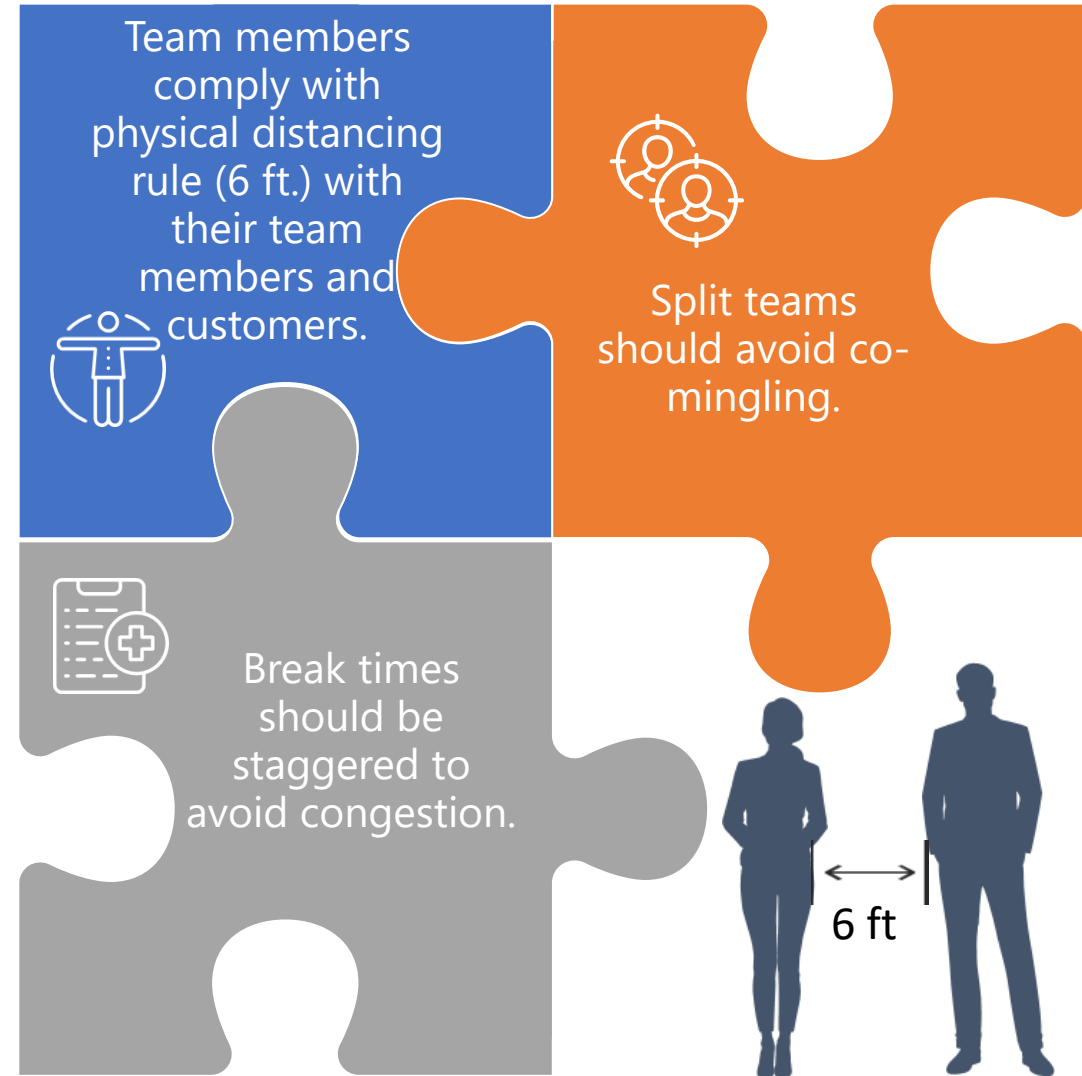 Team members
comply with
physical distancing
rule (6 ft.) with
their team
members and
customers.
Split teams
should avoid co-
mingling.
Break times
should be
staggered to
avoid congestion.
6 ft